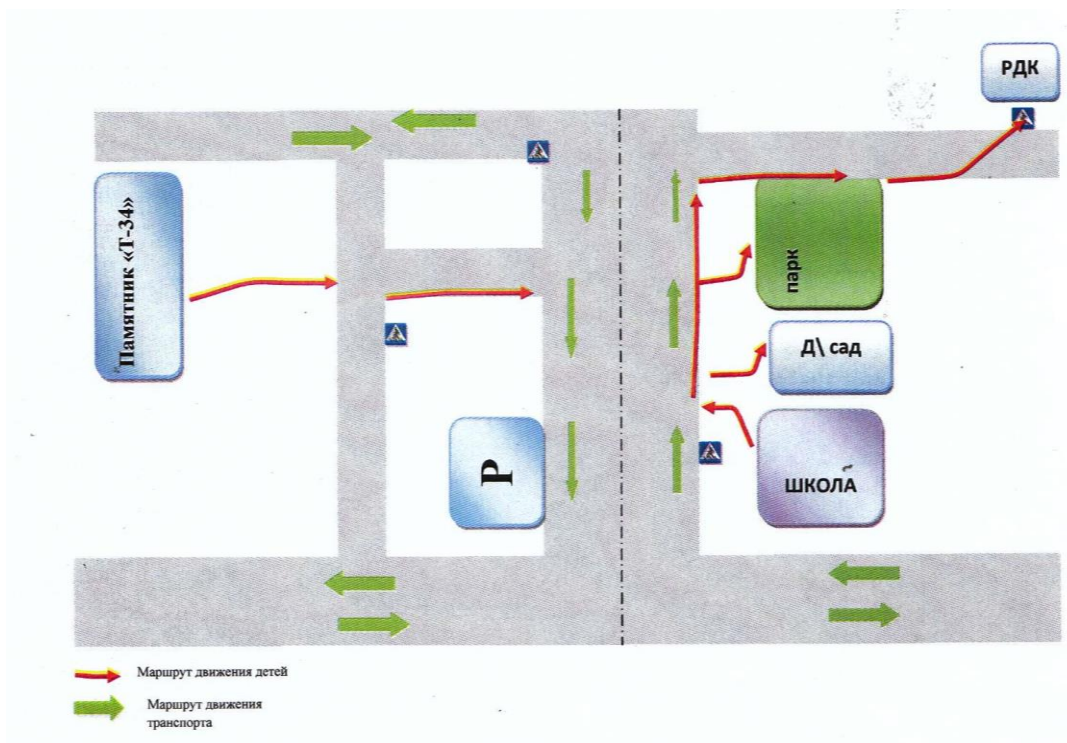 РДК
Памятник «Т-34»
парк
Д\ сад
Р
ШКОЛА
Маршрут движения детей
Маршрут движения
транспорта